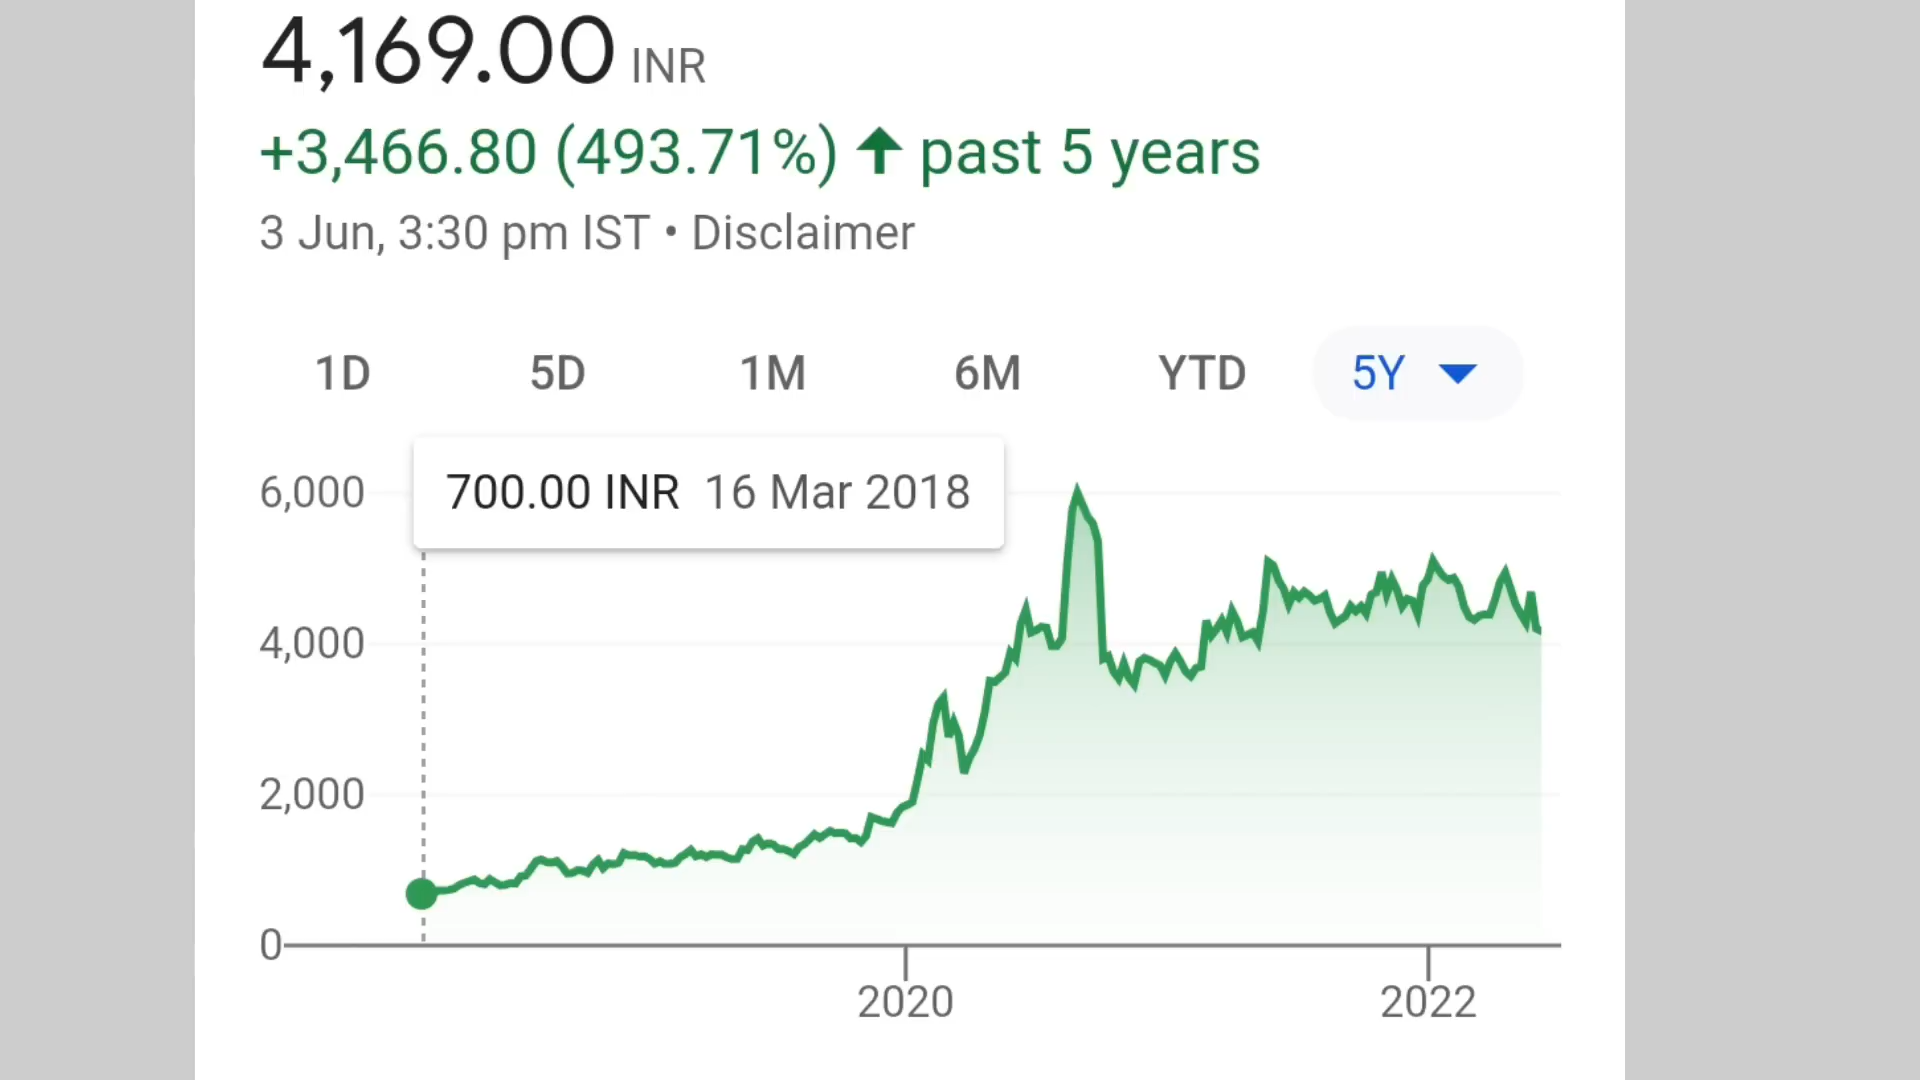 4,169.00 INR
+3,466.80 (493.71%) ↑ past 5 years
3 Jun, 3:30 pm IST • Disclaimer
1D 5D 1M 6M YTD 5Y
700.00 INR 16 Mar 2018
6,000
4,000
2,000
0
2020 2022